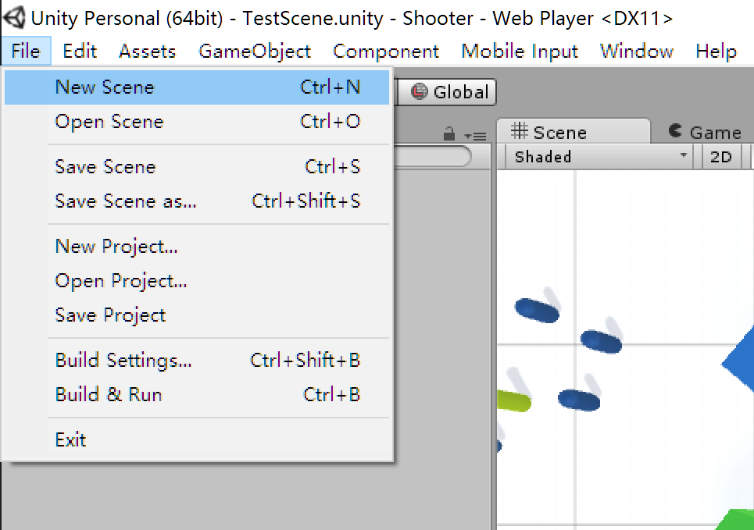 Unity Personal (64bit) - TestScene.unity - Shooter - Web Player <DX11>
File Edit Assets GameObject Component Mobile Input Window Help
New Scene Ctrl+N
Global
Open Scene Ctrl+O
Scene Game
Shaded 2D
Save Scene Ctrl+S
Save Scene as... Ctrl+Shift+S
New Project...
Open Project...
Save Project
Build Settings... Ctrl+Shift+B
Build & Run Ctrl+B
Exit